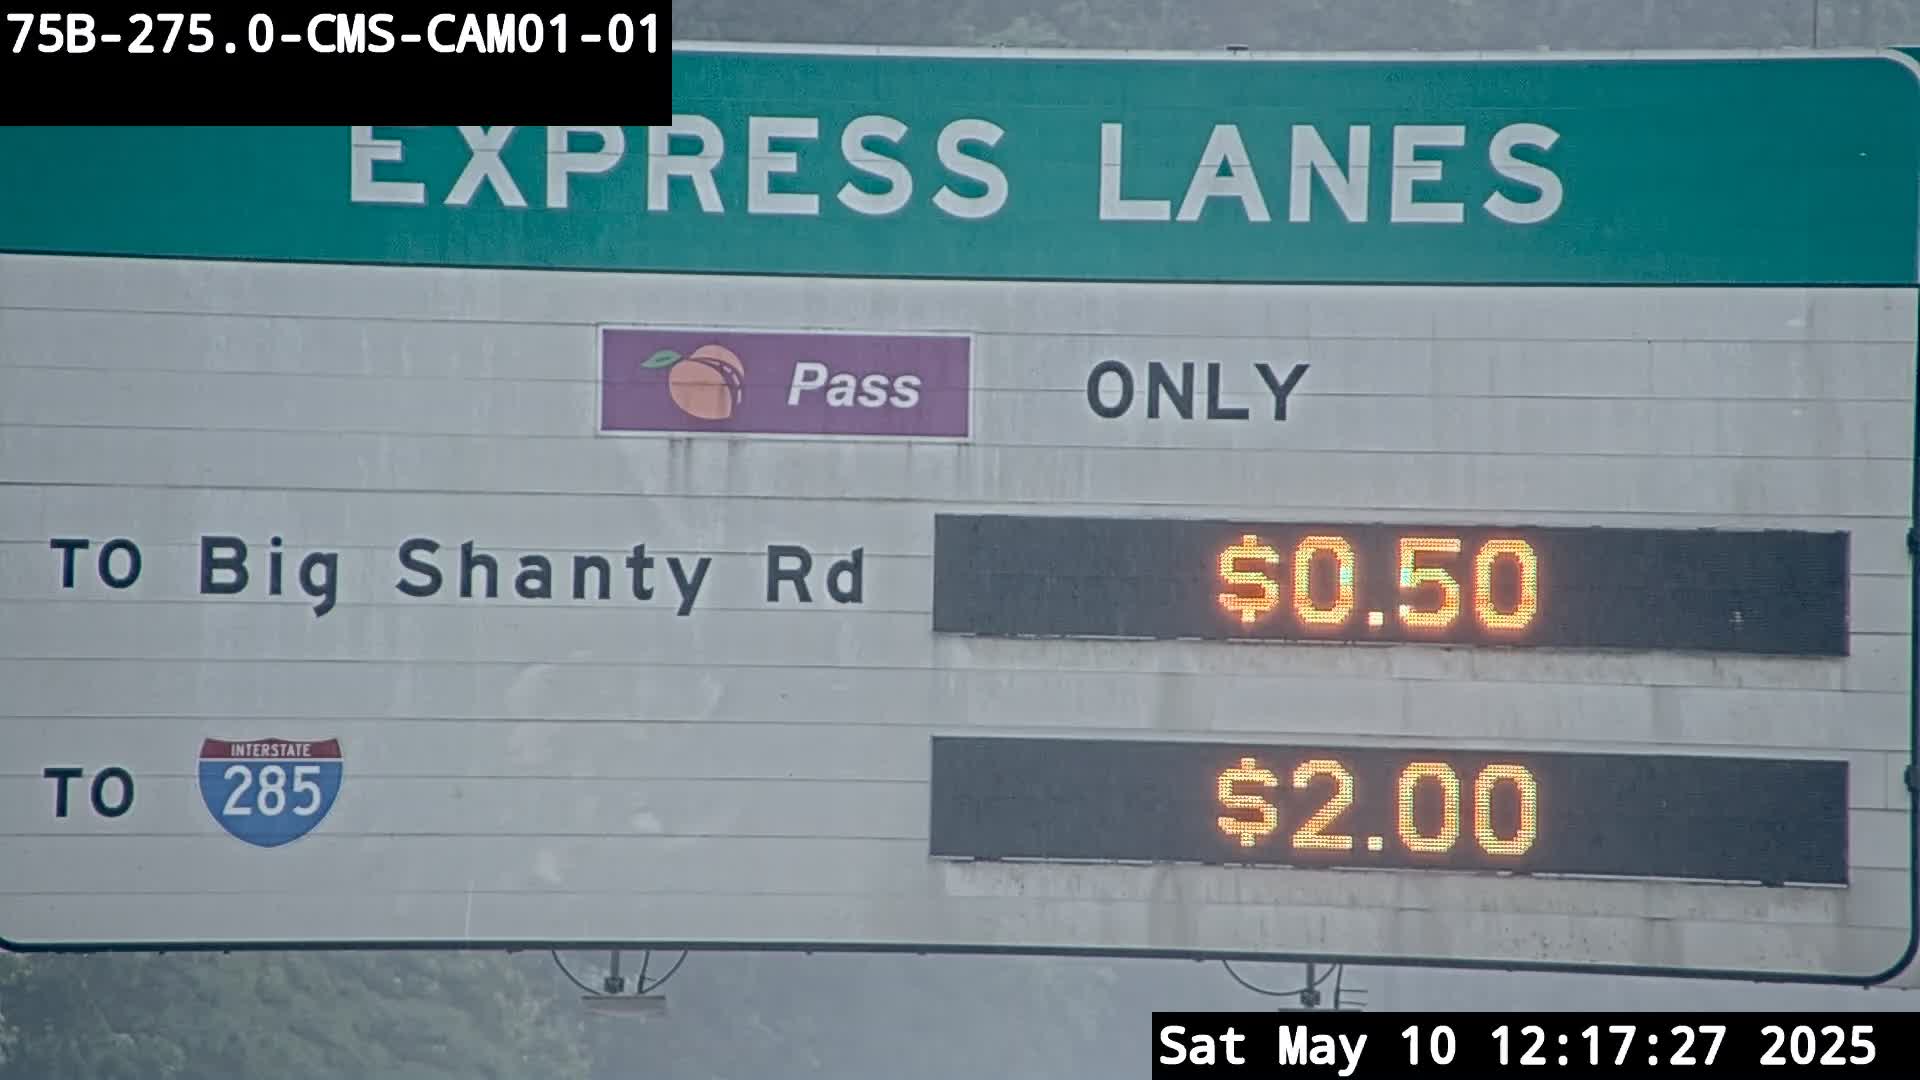 75B-275.0-CMS-CAM01-01
EXPRESS LANES
Pass ONLY
TO Big Shanty Rd $0.50
INTERSTATE
TO 285 $2.00
Sat May 10 12:17:27 2025